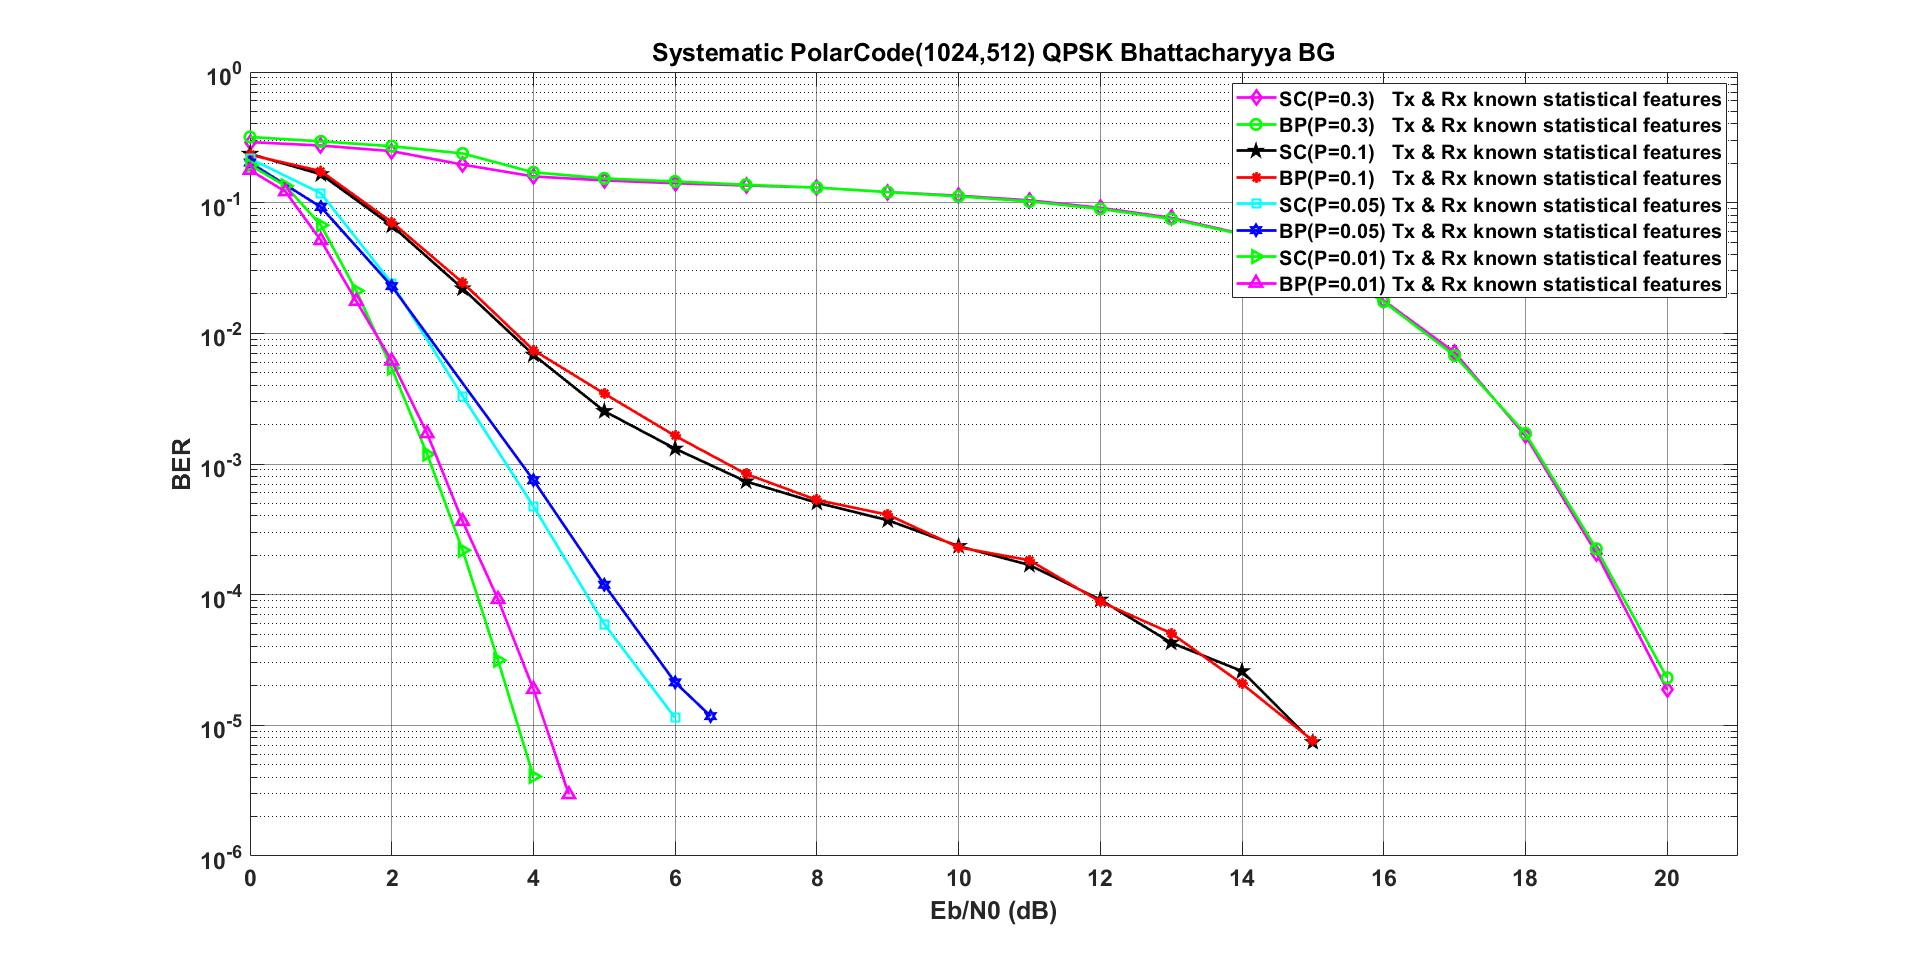 Systematic PolarCode(1024,512) QPSK Bhattacharyya BG
10^0
10^-1
10^-2
10^-3
10^-4
10^-5
10^-6
BER
SC(P=0.3) Tx & Rx known statistical features
BP(P=0.3) Tx & Rx known statistical features
SC(P=0.1) Tx & Rx known statistical features
BP(P=0.1) Tx & Rx known statistical features
SC(P=0.05) Tx & Rx known statistical features
BP(P=0.05) Tx & Rx known statistical features
SC(P=0.01) Tx & Rx known statistical features
BP(P=0.01) Tx & Rx known statistical features
0 2 4 6 8 10 12 14 16 18 20
Eb/N0 (dB)